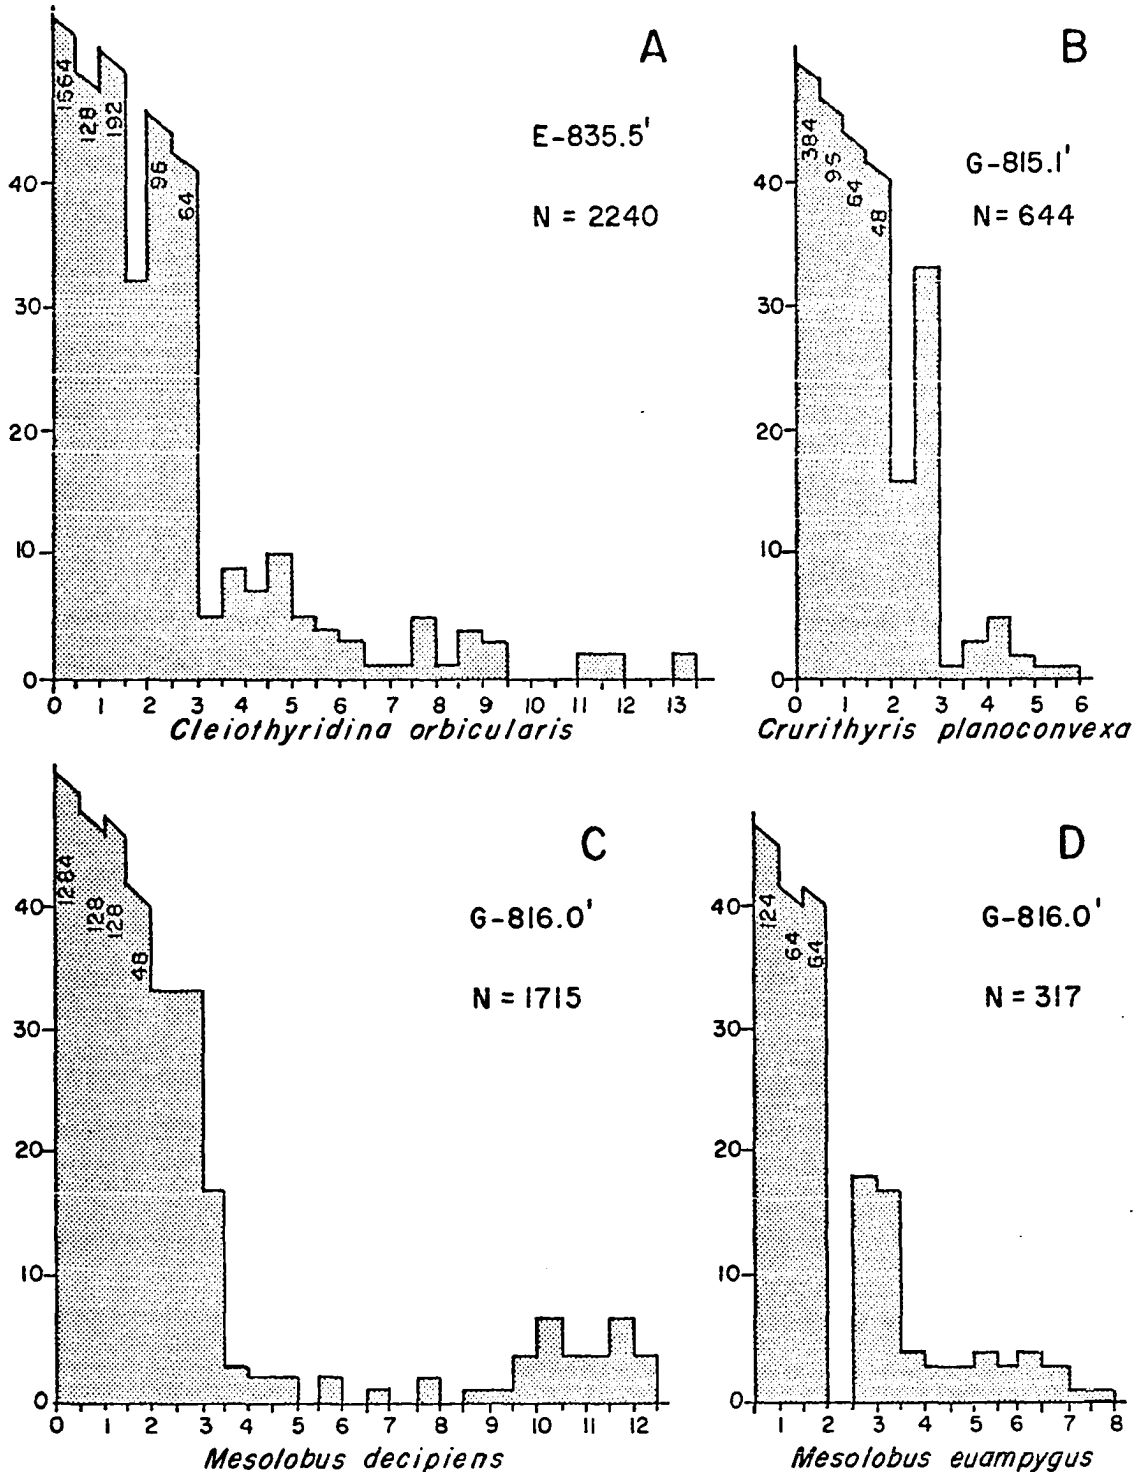 A
E-835.5'
N = 2240
1664
128
192
96
64
40
30
20
10
0
0 1 2 3 4 5 6 7 8 9 10 11 12 13
Cleiothyridina orbicularis
B
G-815.1'
N = 644
384
96
64
48
40
30
20
10
0
0 1 2 3 4 5 6
Crurithyris planoconvexa
C
G-816.0'
N = 1715
1284
128
128
48
40
30
20
10
0
0 1 2 3 4 5 6 7 8 9 10 11 12
Mesolobus decipiens
D
G-816.0'
N = 317
124
64
64
40
30
20
10
0
1 2 3 4 5 6 7 8
Mesolobus euampygus